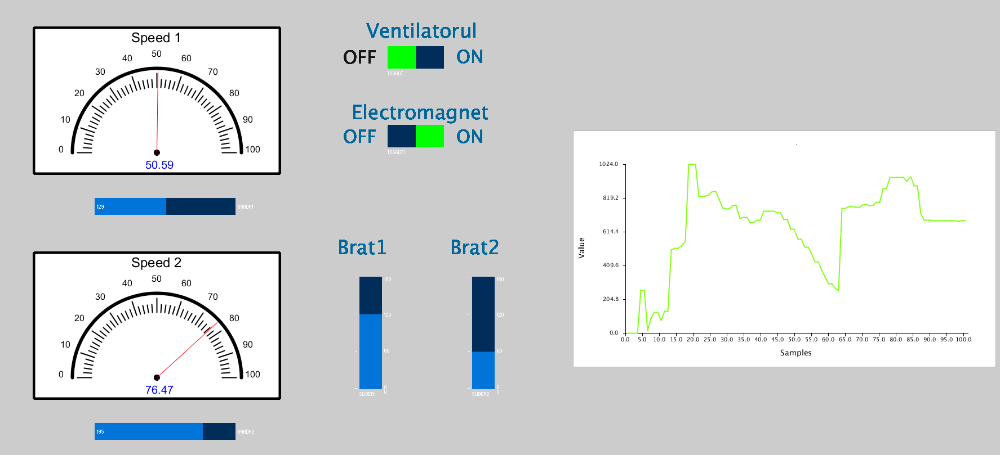 Speed 1
0 10 20 30 40 50 60 70 80 90 100
50.59
129 BANDA1
Speed 2
0 10 20 30 40 50 60 70 80 90 100
76.47
195 BANDA2
Ventilatorul
OFF ON
TOGGLE
Electromagnet
OFF ON
TOGGLE1
Brat1
180
120
60
0
0
SLIDER1
Brat2
180
120
60
0
0
SLIDER2
Value
1024.0
819.2
614.4
409.6
204.8
0.0
0.0 5.0 10.0 15.0 20.0 25.0 30.0 35.0 40.0 45.0 50.0 55.0 60.0 65.0 70.0 75.0 80.0 85.0 90.0 95.0 100.0
Samples